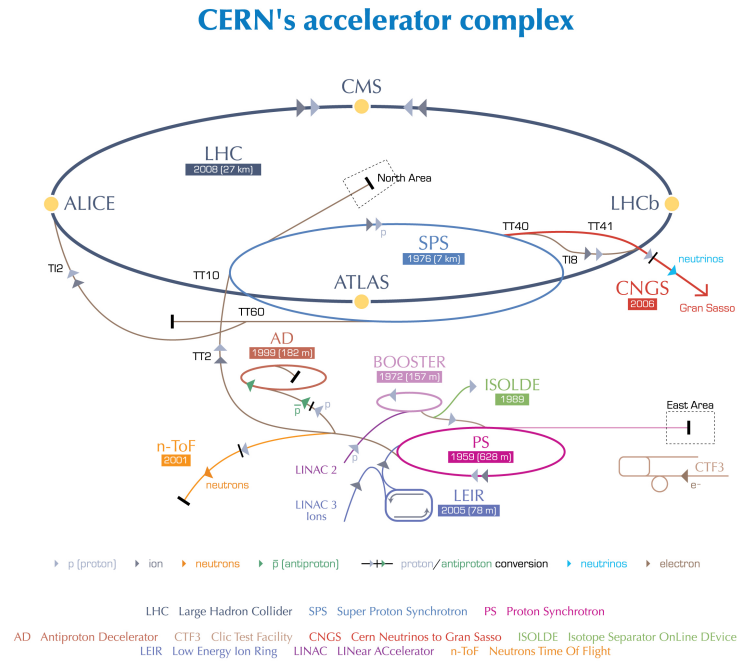 CERN's accelerator complex
CMS
LHC
2008 (27 km)
North Area
ALICE
LHCb
p
SPS
1976 (7 km)
TT40
TT41
TI8
neutrinos
TI2
TT10
ATLAS
CNGS
2006
Gran Sasso
TT60
AD
1999 (182 m)
TT2
BOOSTER
1972 (157 m)
ISOLDE
1989
p̅
p
East Area
n-ToF
2001
p
LINAC 2
PS
1959 (628 m)
neutrons
LEIR
2005 (78 m)
CTF3
e-
LINAC 3
Ions
p (proton) ion neutrons p̅ (antiproton) proton/antiproton conversion neutrinos electron
LHC Large Hadron Collider SPS Super Proton Synchrotron PS Proton Synchrotron
AD Antiproton Decelerator CTF3 Clic Test Facility CNGS Cern Neutrinos to Gran Sasso ISOLDE Isotope Separator OnLine DEvice
LEIR Low Energy Ion Ring LINAC LINear ACcelerator n-ToF Neutrons Time Of Flight